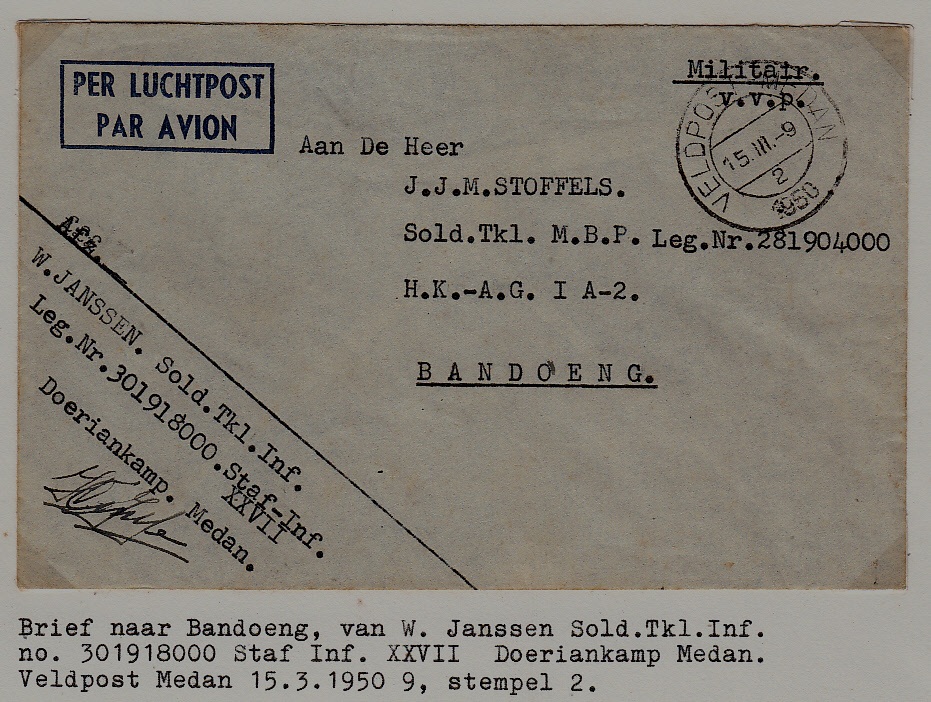 PER LUCHTPOST
PAR AVION
Militair.
v.v.p.
VELDPOST MEDAN
15.III.-9
2
1950
Aan De Heer
J.J.M.STOFFELS.
Sold.Tkl. M.B.P. Leg.Nr.281904000
H.K.-A.G. I A-2.
BANDOENG.
W.JANSSEN. Sold.Tkl.Inf.
Leg.Nr.301918000.Staf-Inf.
XXVII
Doeriankamp. Medan.
Brief naar Bandoeng, van W. Janssen Sold.Tkl.Inf.
no. 301918000 Staf Inf. XXVII Doeriankamp Medan.
Veldpost Medan 15.3.1950 9, stempel 2.